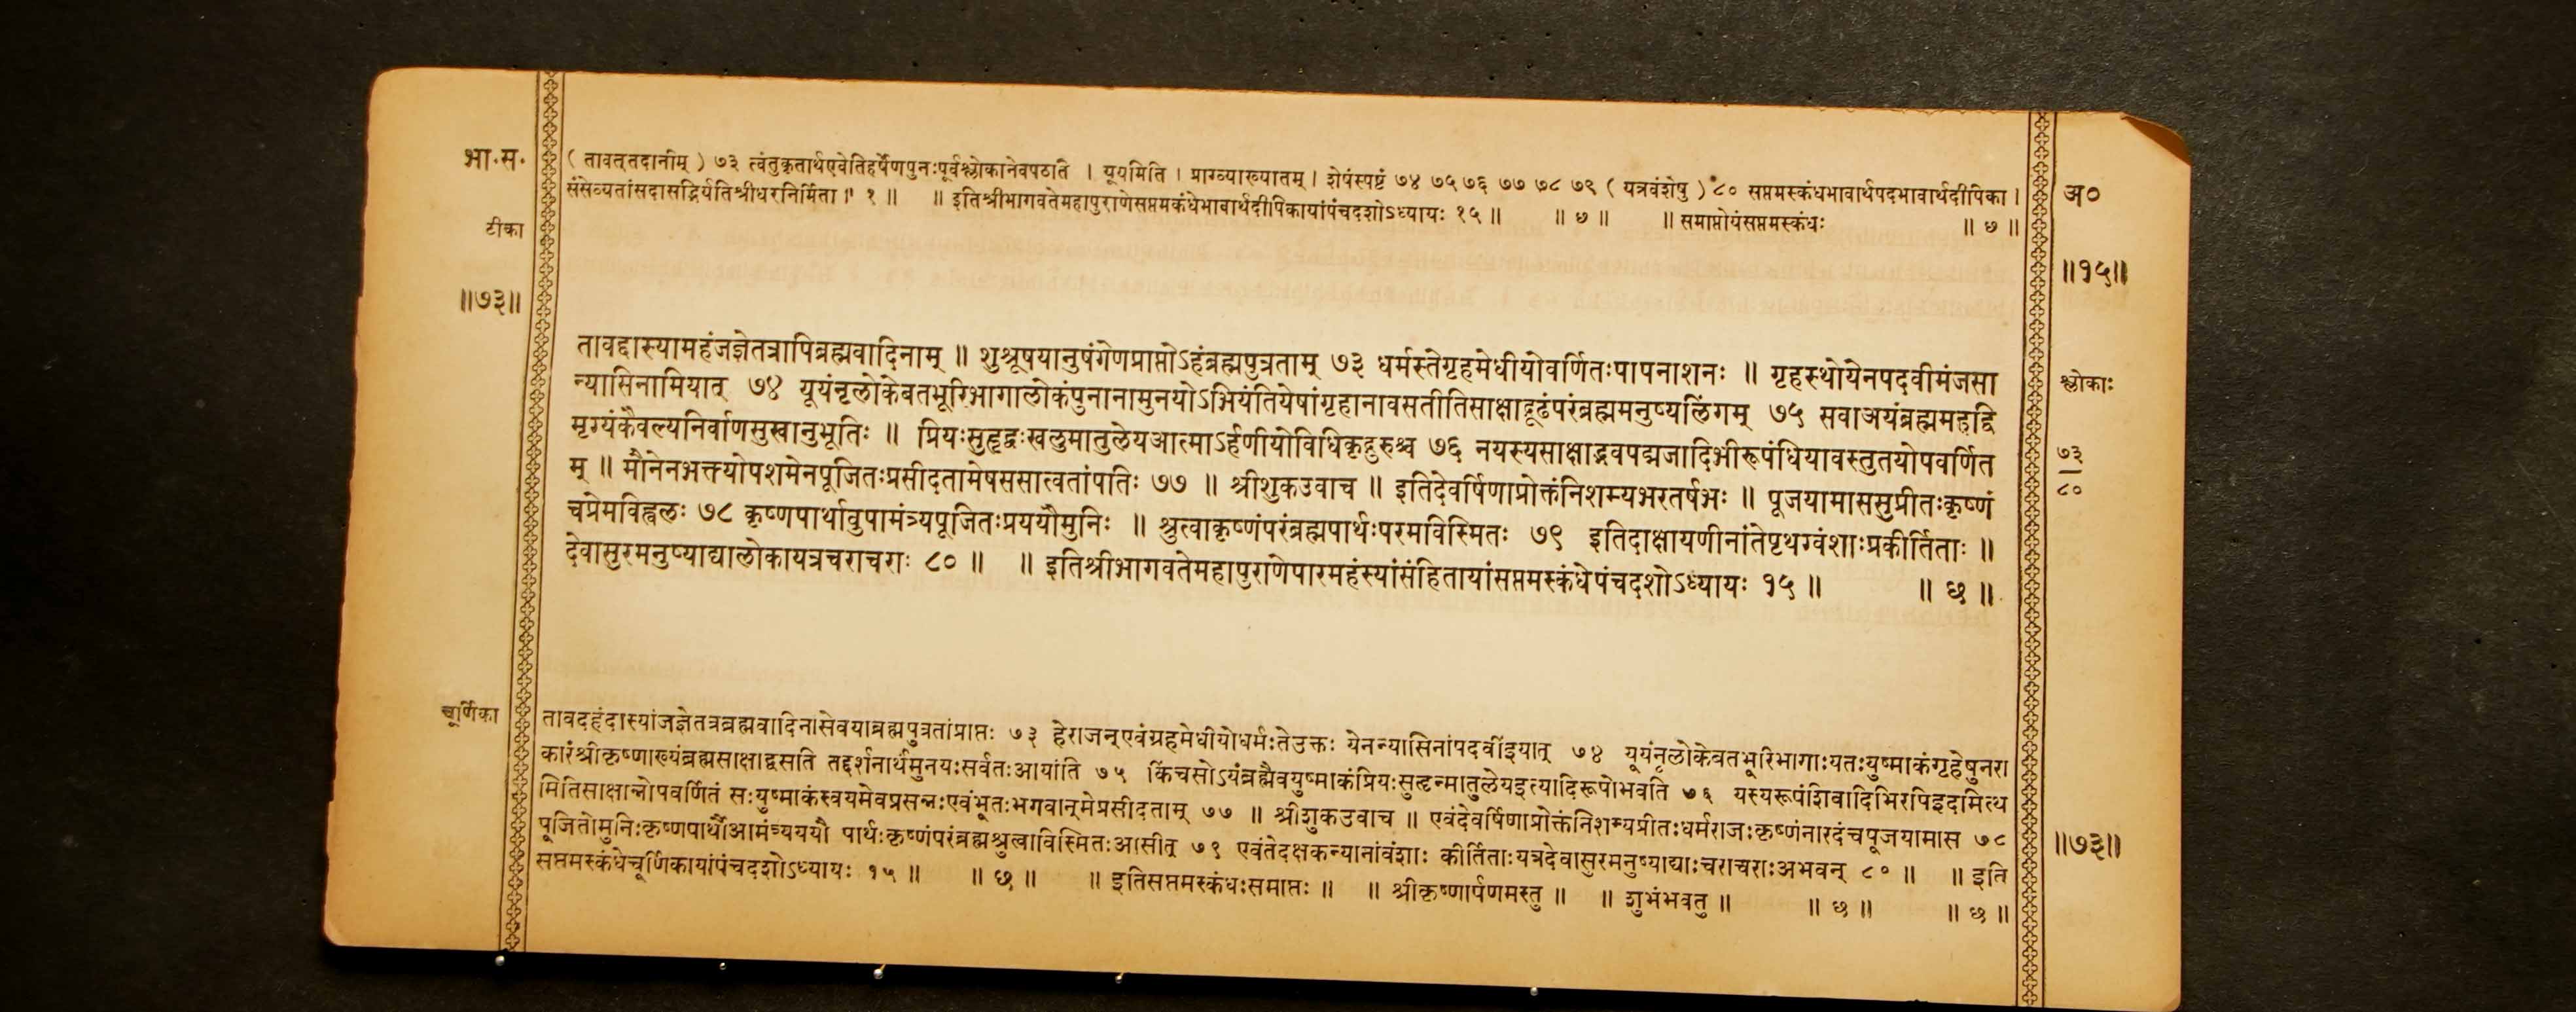 भा.स.
( तावत्तदानीम् ) ७३ त्वंतुकृतार्थएवेतिहर्षेणपुनःपूर्वश्लोकानेवपठति । यूयमिति । प्राग्व्याख्यातम् । शेषंस्पष्टं ७४ ७५ ७६ ७७ ७८ ७९ ( यत्रवंशेषु ) ८० सप्तमस्कंधभावार्थपदभावार्थदीपिका ।
अ०
संसेव्यतांसदासद्भिर्यतिश्रीधरनिर्मिता ॥ १ ॥ ॥ इतिश्रीभागवतेमहापुराणेसप्तमकंधेभावार्थदीपिकायांपंचदशोऽध्यायः १५ ॥ ॥ ७ ॥ ॥ समाप्तोयंसप्तमस्कंधः ॥ ७ ॥
टीका
॥१५॥
॥७३॥
तावद्दास्यामहंजज्ञेतत्रापिब्रह्मवादिनाम् ॥ शुश्रूषयानुषंगेणप्राप्तोऽहंब्रह्मपुत्रताम् ७३ धर्मस्तेगृहमेधीयोवर्णितःपापनाशनः ॥ गृहस्थोयेनपदवीमंजसा
न्यासिनामियात् ७४ यूयंनृलोकेबतभूरिभागालोकंपुनानामुनयोऽभियंतियेषांगृहानावसतीतिसाक्षाद्गूढंपरंब्रह्ममनुष्यलिंगम् ७५ सवाअयंब्रह्ममहद्वि
श्लोकाः
मृग्यंकैवल्यनिर्वाणसुखानुभूतिः ॥ प्रियःसुहृद्वःखलुमातुलेयआत्माऽर्हणीयोविधिकृद्गुरुश्च ७६ नयस्यसाक्षाद्भवपद्मजादिभीरूपंधियावस्तुतयोपवर्णित
७३
म् ॥ मौनेनभक्तयोपशमेनपूजितःप्रसीदतामेषससात्वतांपतिः ७७ ॥ श्रीशुकउवाच ॥ इतिदेवर्षिणाप्रोक्तंनिशम्यभरतर्षभः ॥ पूजयामाससुप्रीतःकृष्णं
८०
चप्रेमविह्वलः ७८ कृष्णपार्थावुपामंत्र्यपूजितःप्रययौमुनिः ॥ श्रुत्वाकृष्णंपरंब्रह्मपार्थःपरमविस्मितः ७९ इतिदाक्षायणीनांतेपृथग्वंशाःप्रकीर्तिताः ॥
देवासुरमनुष्याद्यालोकायत्रचराचराः ८० ॥ ॥ इतिश्रीभागवतेमहापुराणेपारमहंस्यांसंहितायांसप्तमस्कंधेपंचदशोऽध्यायः १५ ॥ ॥ छ ॥
चूर्णिका
तावदहंदास्यांजज्ञेतत्रब्रह्मवादिनांसेवयाब्रह्मपुत्रतांप्राप्तः ७३ हेराजन्एवंग्रहमेधीयोधर्मःतेउक्तः येनन्यासिनांपदवींइयात् ७४ यूयंनृलोकेबतभूरिभागाःयतःयुष्माकंगृहेषुनरा
कारंश्रीकृष्णाख्यंब्रह्मसाक्षाद्वसति तद्दर्शनार्थमुनयःसर्वतःआयांति ७५ किंचसोऽयंब्रह्मैवयुष्माकंप्रियःसुहृन्मातुलेयइत्यादिरूपोभवति ७६ यस्यरूपंशिवादिभिरपिइदमित्थ
मितिसाक्षान्नोपवर्णितं सःयुष्माकंस्वयमेवप्रसन्नःएवंभूतःभगवान्मेप्रसीदताम् ७७ ॥ श्रीशुकउवाच ॥ एवंदेवर्षिणाप्रोक्तंनिशम्यप्रीतःधर्मराजःकृष्णंनारदंचपूजयामास ७८
पूजितोमुनिःकृष्णपार्थौआमंत्र्यययौ पार्थःकृष्णंपरंब्रह्मश्रुत्वाविस्मितःआसीत् ७९ एवंतेदक्षकन्यानांवंशाः कीर्तिताःयत्रदेवासुरमनुष्याद्याःचराचराःअभवन् ८० ॥ ॥ इति
॥७३॥
सप्तमस्कंधेचूर्णिकायांपंचदशोऽध्यायः १५ ॥ ॥ छ ॥ ॥ इतिसप्तमस्कंधःसमाप्तः ॥ ॥ श्रीकृष्णार्पणमस्तु ॥ ॥ शुभंभवतु ॥ ॥ छ ॥ ॥ छ ॥